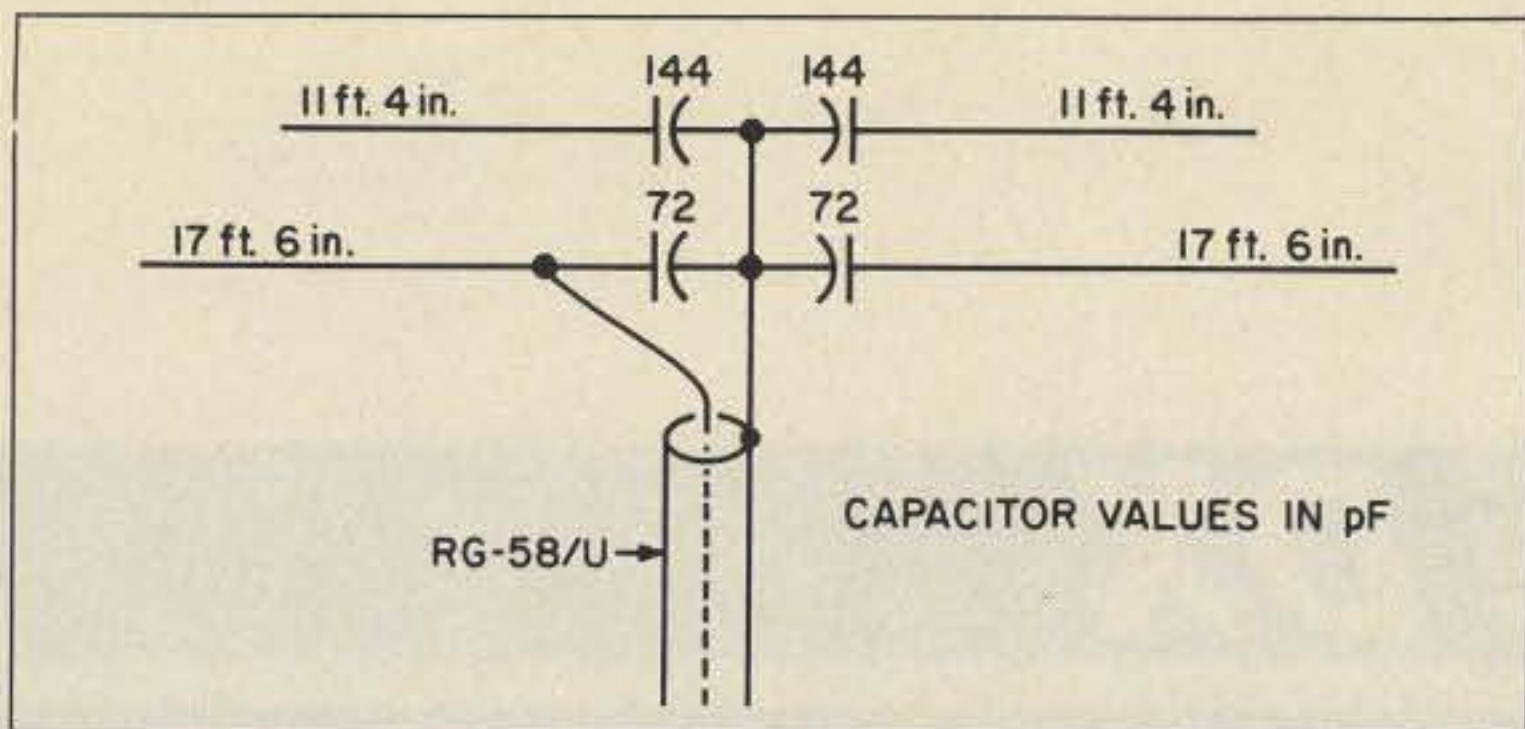 144 144
11 ft. 4 in. 11 ft. 4 in.
72 72
17 ft. 6 in. 17 ft. 6 in.
CAPACITOR VALUES IN pF
RG-58/U